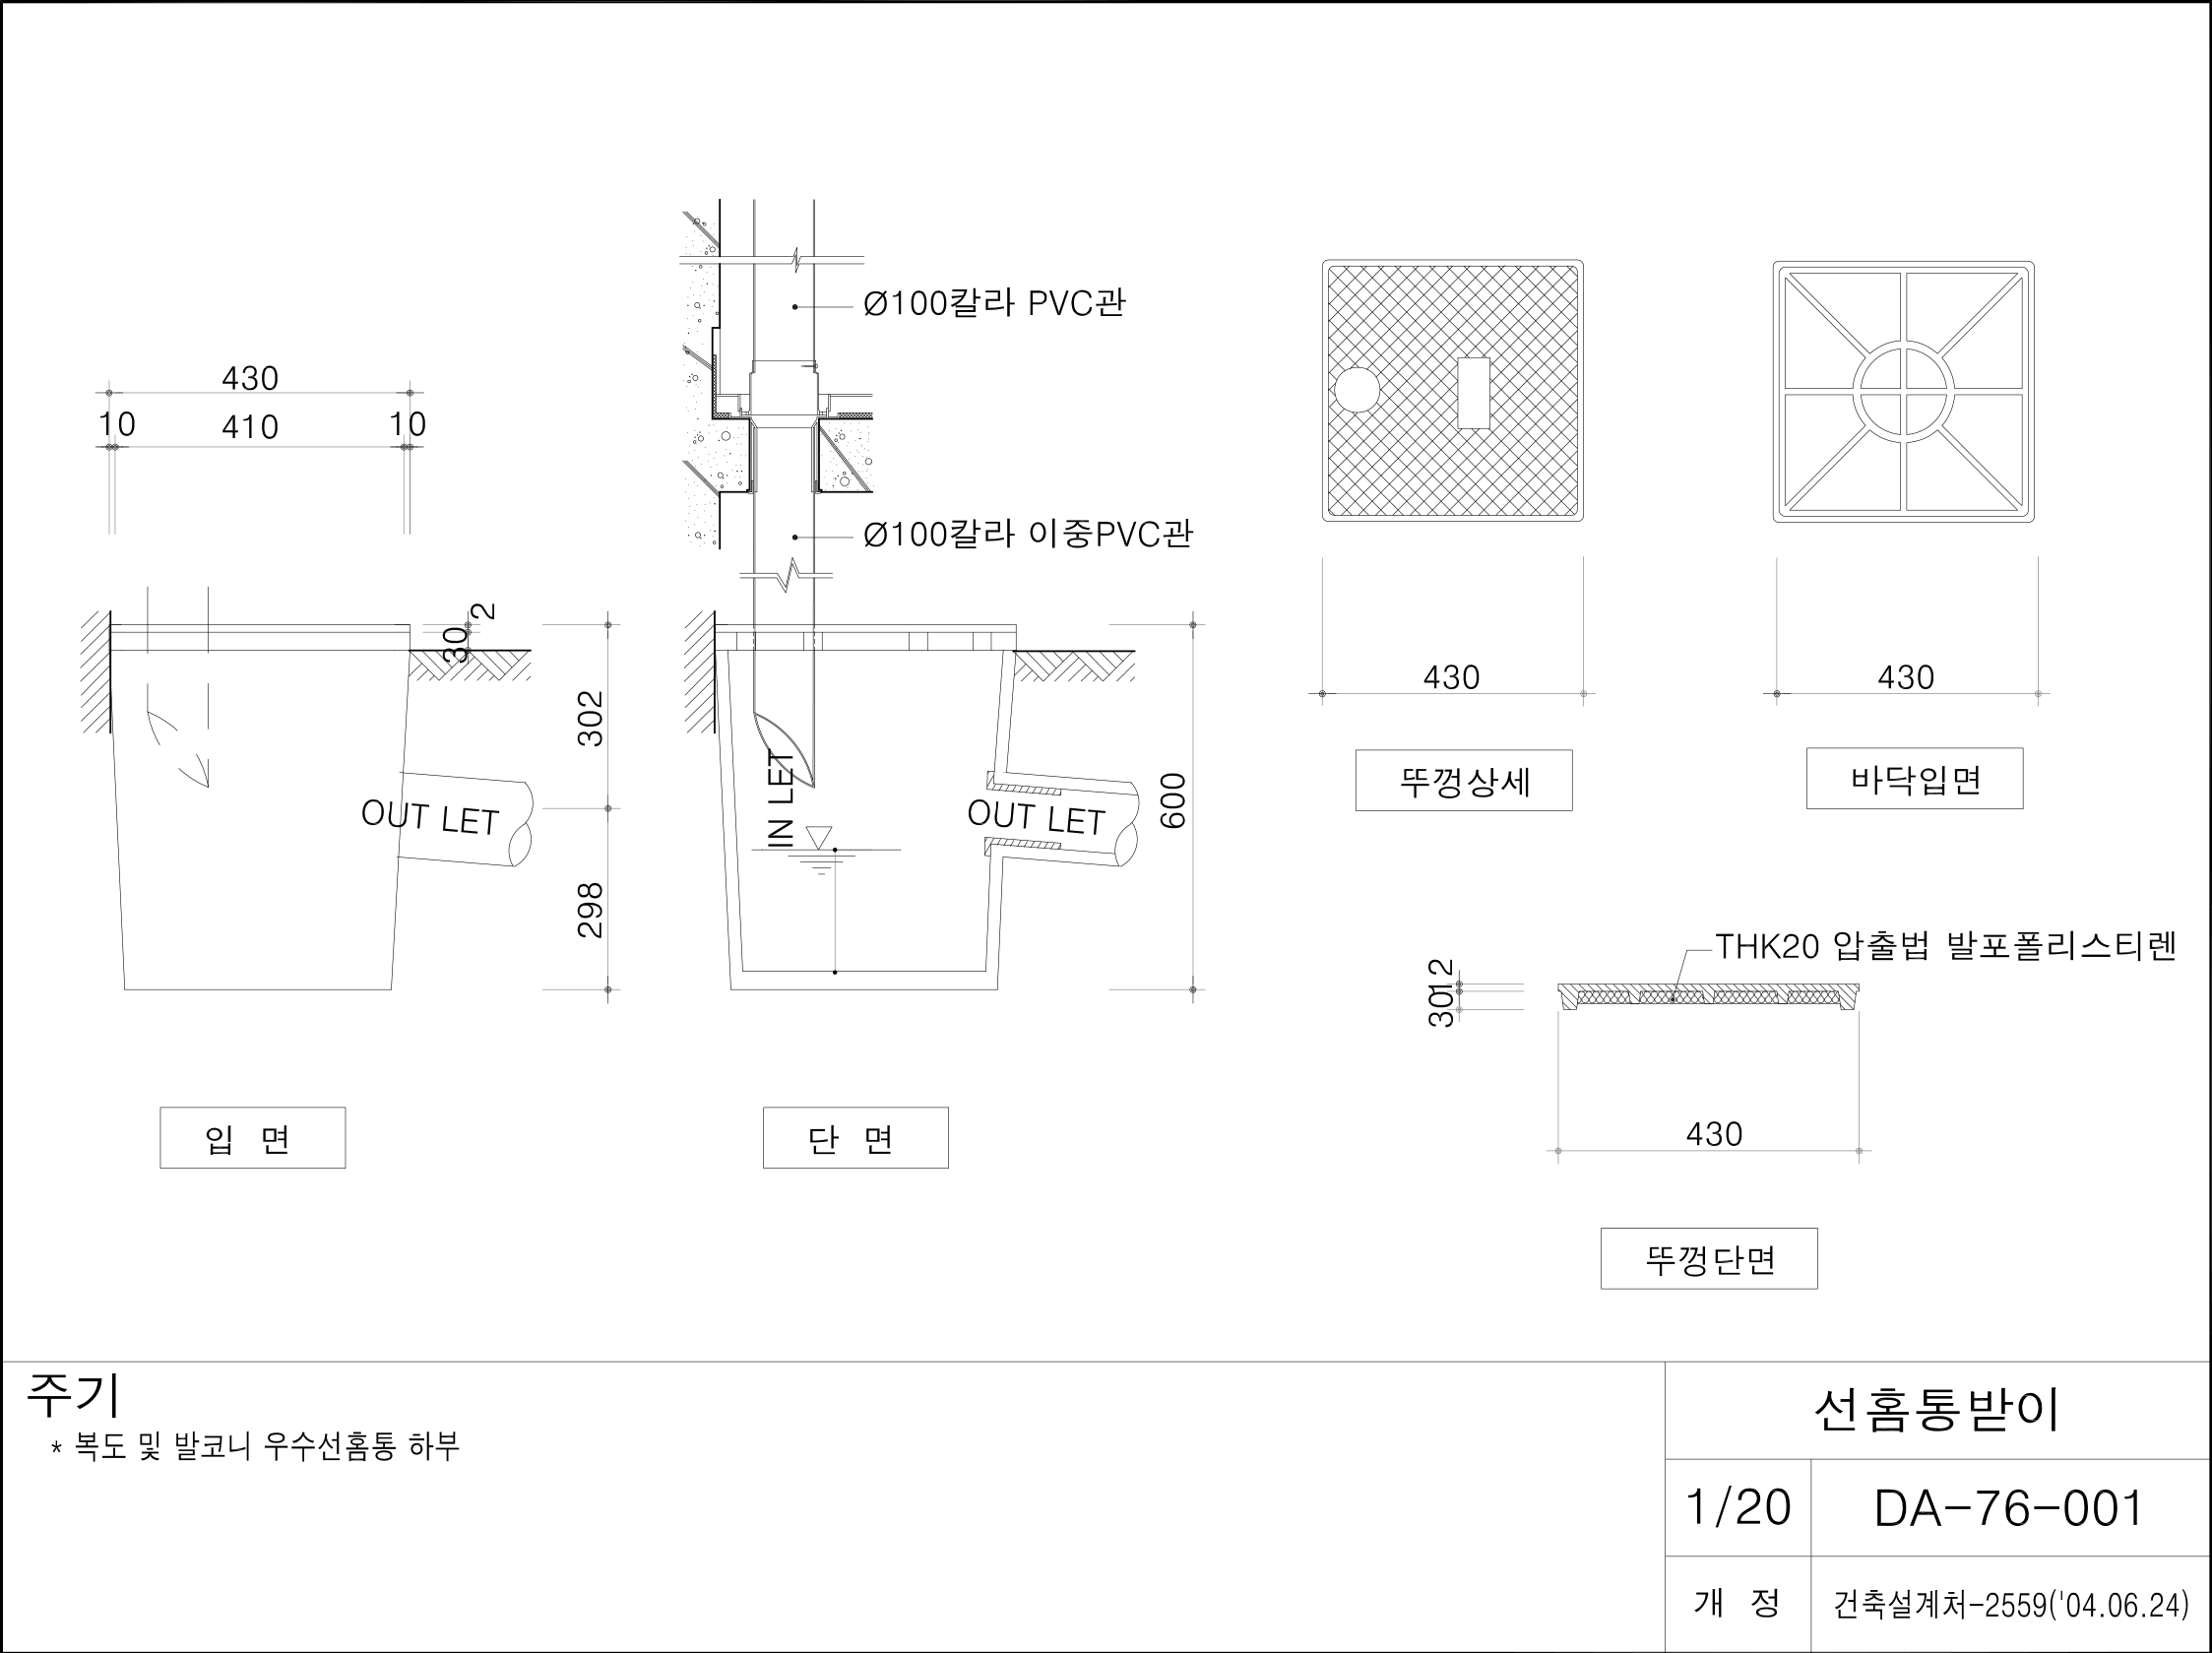 Ø100칼라 PVC관
430
10
410
10
Ø100칼라 이중PVC관
2
30
302
298
OUT LET
IN LET
OUT LET
600
430
430
뚜껑상세
바닥입면
THK20 압출법 발포폴리스티렌
12
30
430
입 면
단 면
뚜껑단면
주기
* 복도 및 발코니 우수선홈통 하부
선홈통받이
1/20
DA-76-001
개 정
건축설계처-2559('04.06.24)